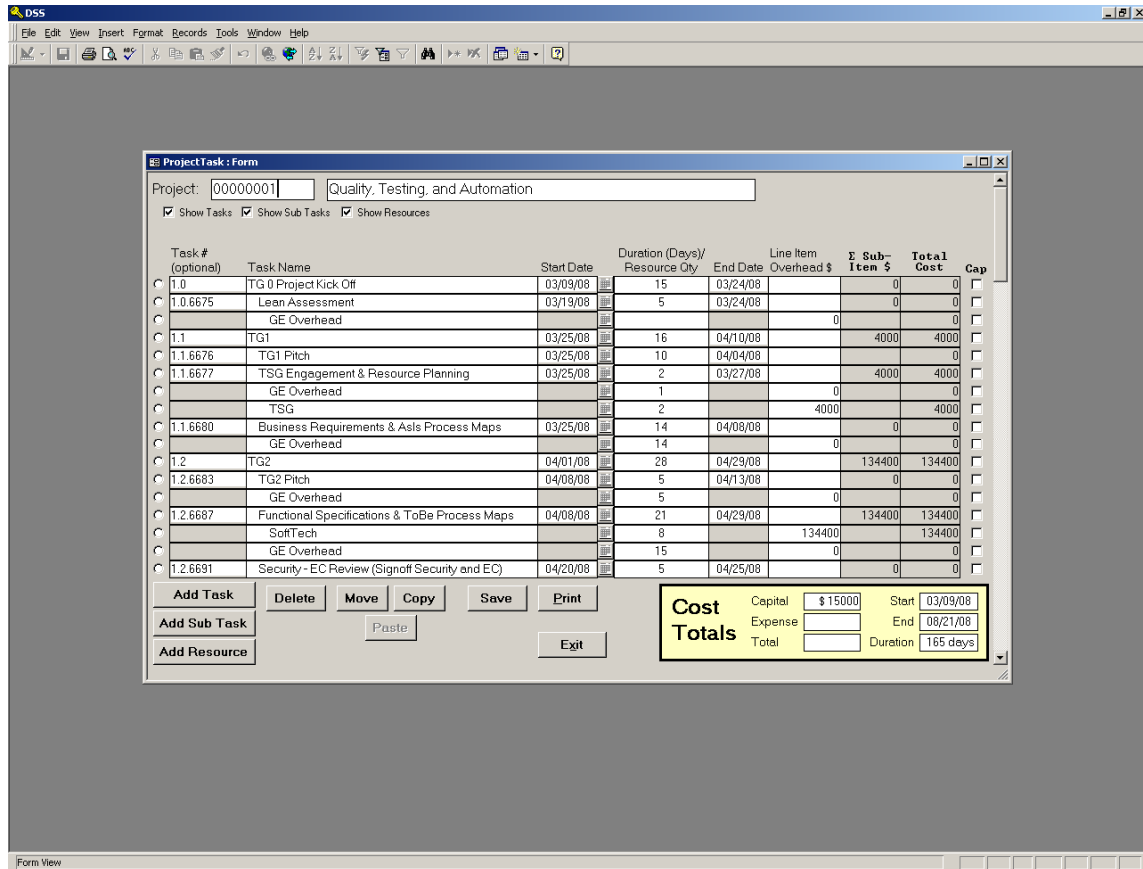 DSS
File Edit View Insert Format Records Tools Window Help
ProjectTask : Form
Project: 00000001 Quality, Testing, and Automation
Show Tasks Show Sub Tasks Show Resources
Task # Duration (Days)/ Line Item Σ Sub- Total
(optional) Task Name Start Date Resource Qty End Date Overhead $ Item $ Cost Cap
1.0 TG 0 Project Kick Off 03/09/08 15 03/24/08 0 0
1.0.6675 Lean Assessment 03/19/08 5 03/24/08 0 0
GE Overhead 0 0
1.1 TG1 03/25/08 16 04/10/08 4000 4000
1.1.6676 TG1 Pitch 03/25/08 10 04/04/08 0
1.1.6677 TSG Engagement & Resource Planning 03/25/08 2 03/27/08 4000 4000
GE Overhead 1 0 0
TSG 2 4000 4000
1.1.6680 Business Requirements & AsIs Process Maps 03/25/08 14 04/08/08 0 0
GE Overhead 14 0 0
1.2 TG2 04/01/08 28 04/29/08 134400 134400
1.2.6683 TG2 Pitch 04/08/08 5 04/13/08 0 0
GE Overhead 5 0 0
1.2.6687 Functional Specifications & ToBe Process Maps 04/08/08 21 04/29/08 134400 134400
SoftTech 8 134400 134400
GE Overhead 15 0 0
1.2.6691 Security - EC Review (Signoff Security and EC) 04/20/08 5 04/25/08 0 0
Add Task Delete Move Copy Save Print
Add Sub Task Paste
Add Resource Exit
Cost Totals
Capital $ 15000 Start 03/09/08
Expense End 08/21/08
Total Duration 165 days
Form View